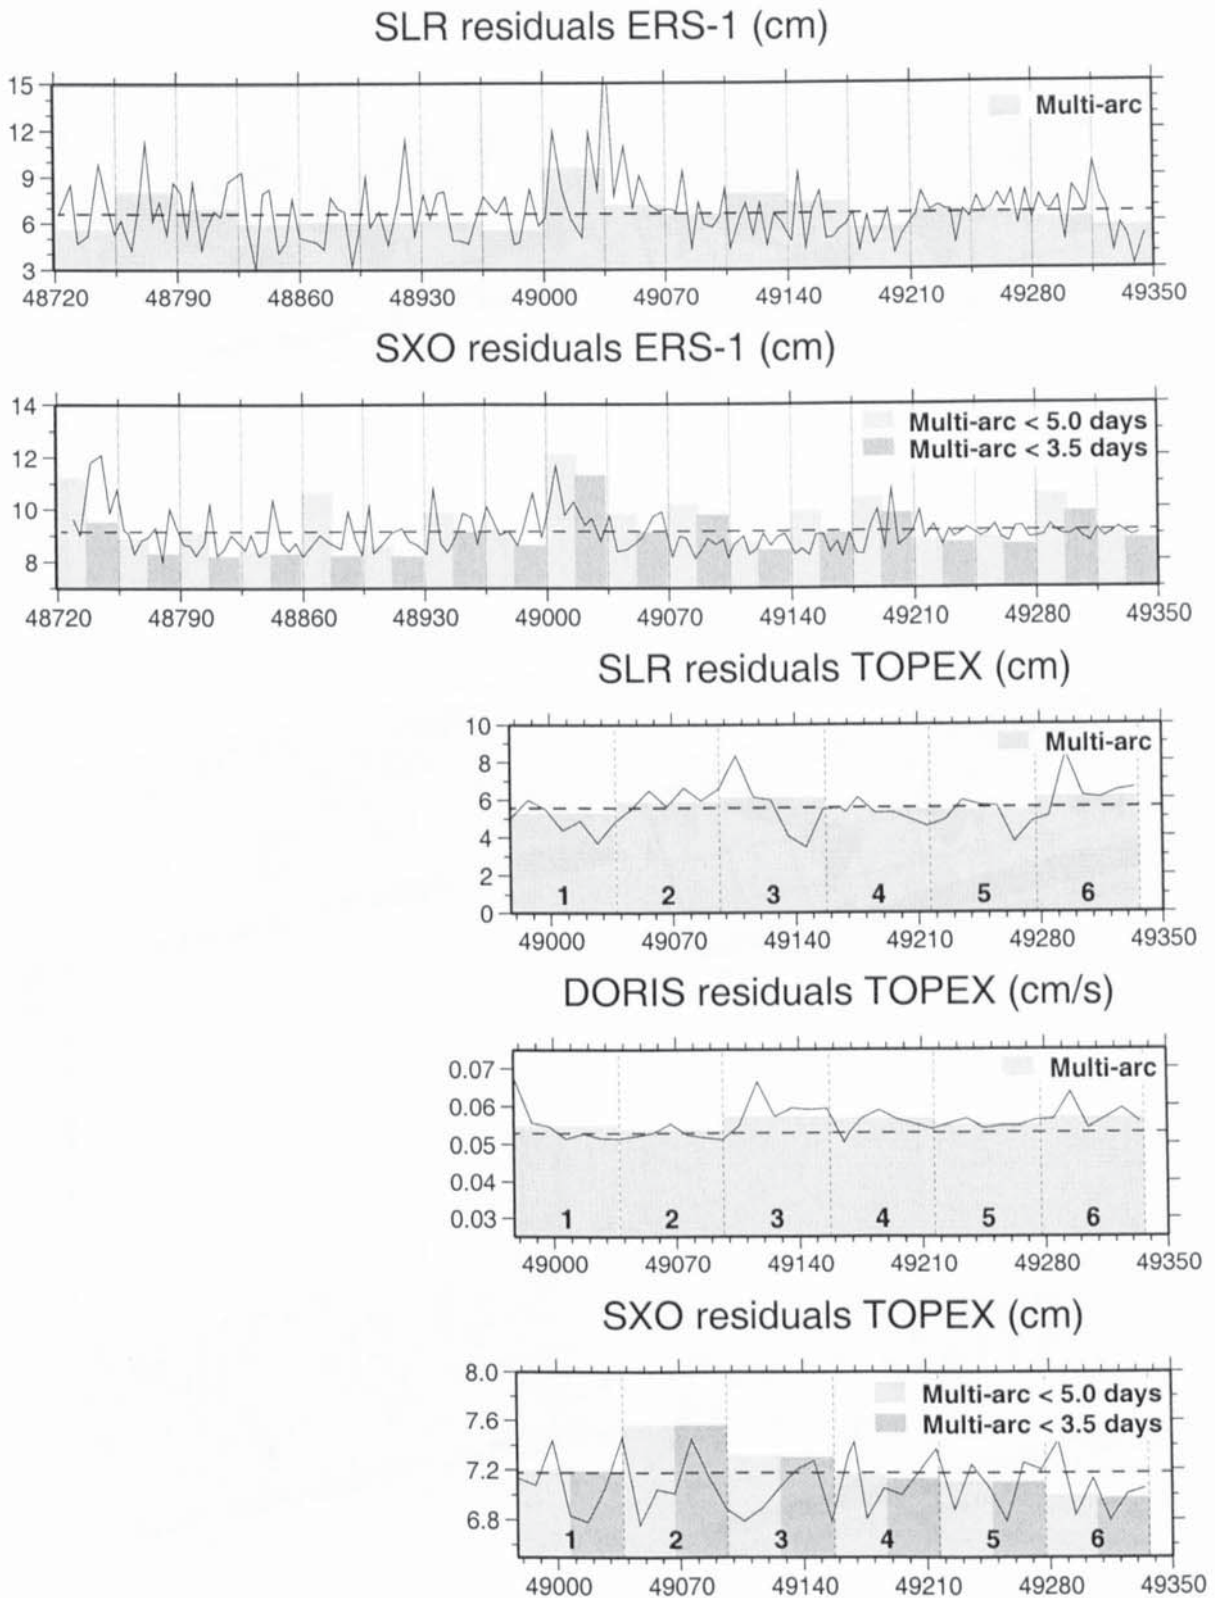 SLR residuals ERS-1 (cm)
15
12
9
6
3
Multi-arc
48720 48790 48860 48930 49000 49070 49140 49210 49280 49350
SXO residuals ERS-1 (cm)
14
12
10
8
Multi-arc < 5.0 days
Multi-arc < 3.5 days
48720 48790 48860 48930 49000 49070 49140 49210 49280 49350
SLR residuals TOPEX (cm)
10
8
6
4
2
0
Multi-arc
1 2 3 4 5 6
49000 49070 49140 49210 49280 49350
DORIS residuals TOPEX (cm/s)
0.07
0.06
0.05
0.04
0.03
Multi-arc
1 2 3 4 5 6
49000 49070 49140 49210 49280 49350
SXO residuals TOPEX (cm)
8.0
7.6
7.2
6.8
Multi-arc < 5.0 days
Multi-arc < 3.5 days
1 2 3 4 5 6
49000 49070 49140 49210 49280 49350